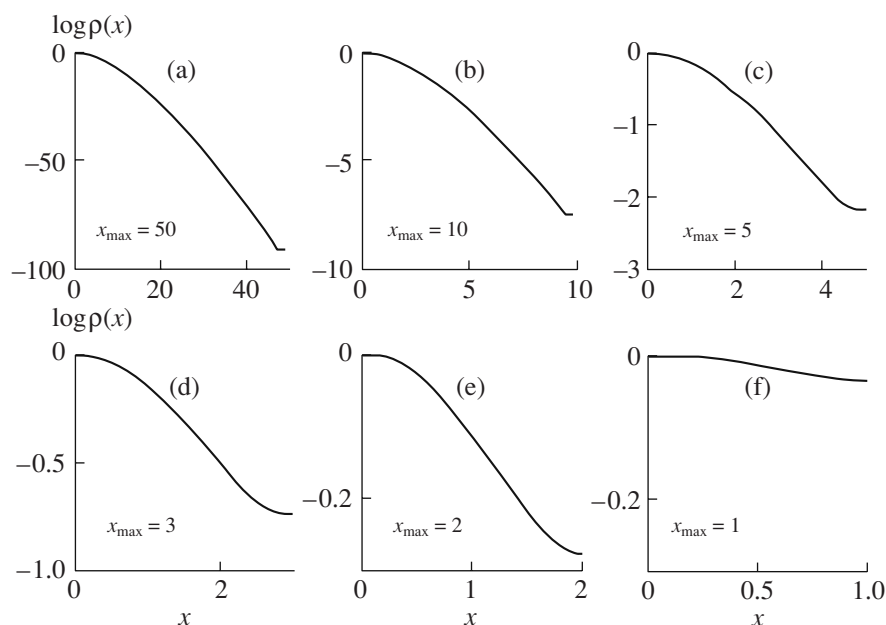 logρ(x)
0
−50
−100
(a)
x_max = 50
0
20
40
0
−5
−10
(b)
x_max = 10
0
5
10
0
−1
−2
−3
(c)
x_max = 5
0
2
4
logρ(x)
0
−0.5
−1.0
(d)
x_max = 3
0
2
x
0
−0.2
(e)
x_max = 2
0
1
2
x
0
−0.2
(f)
x_max = 1
0
0.5
1.0
x